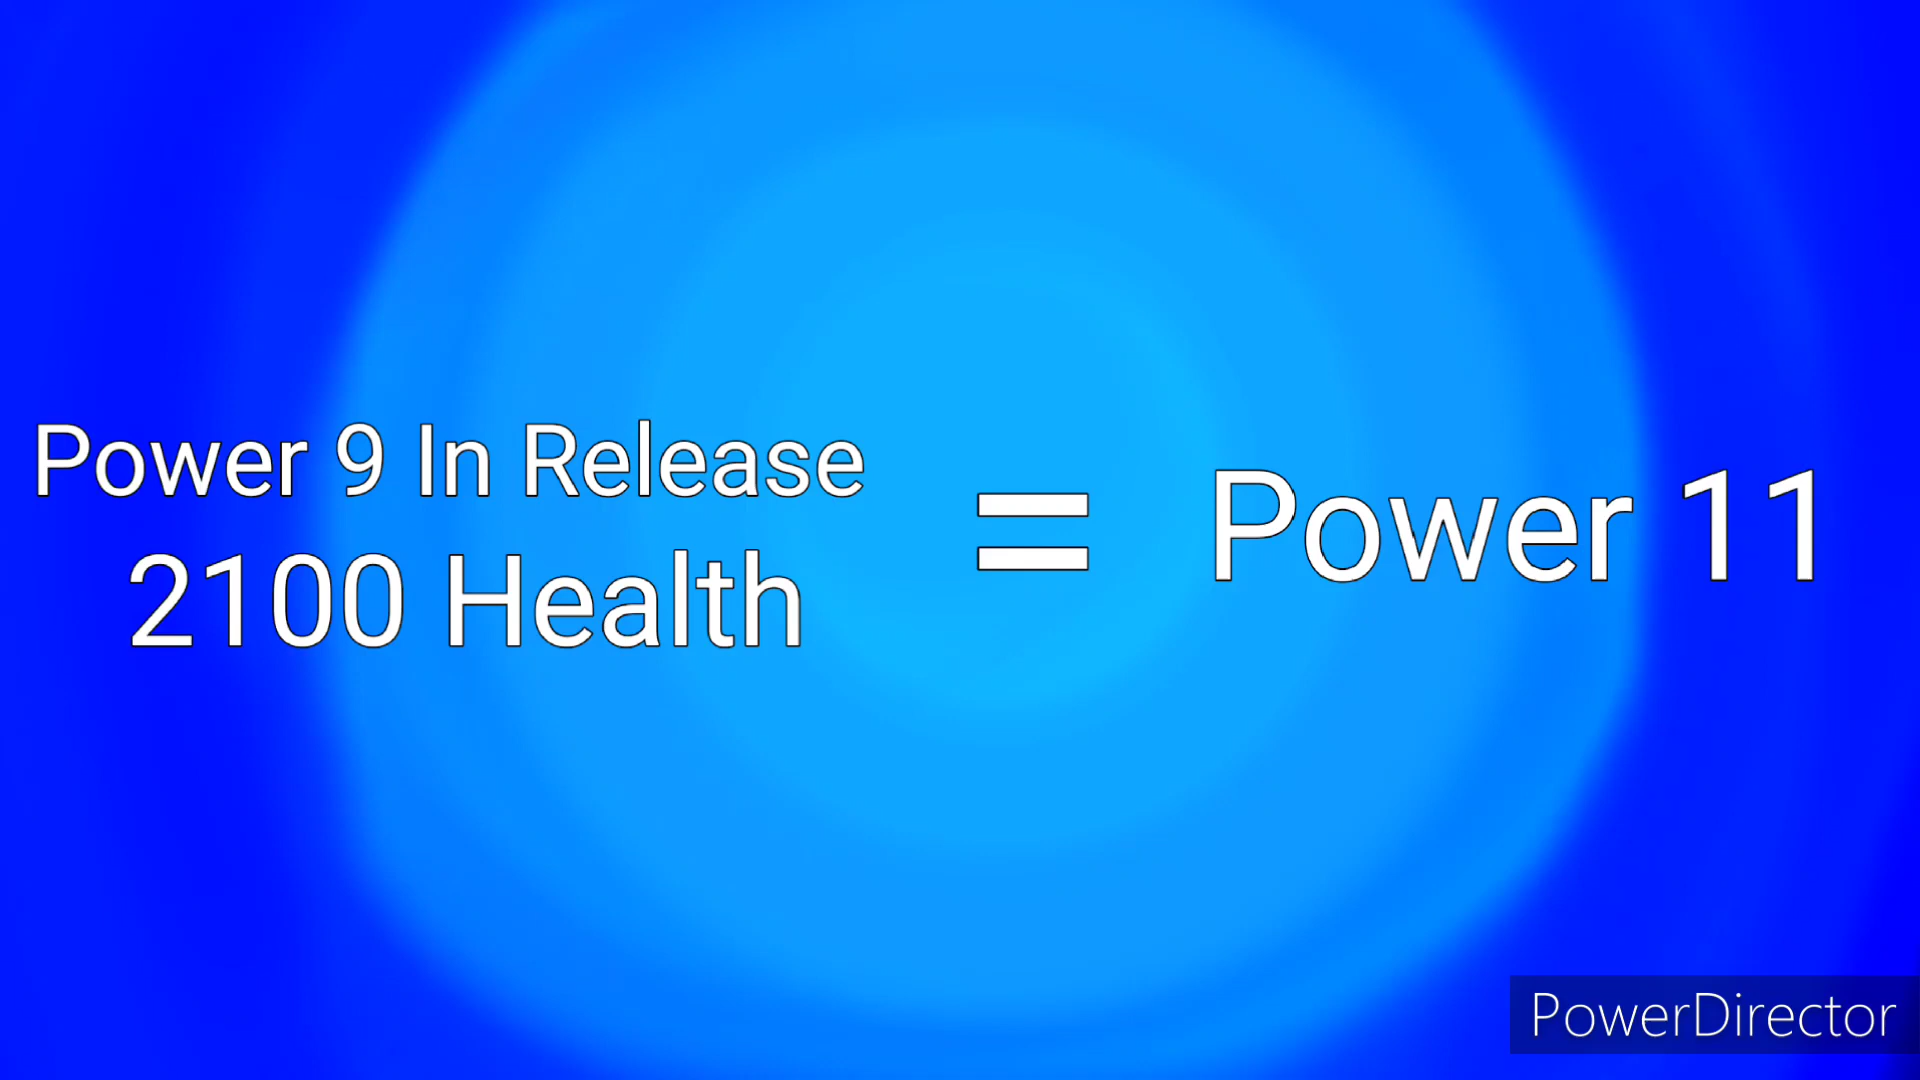 Power 9 In Release
2100 Health
=
Power 11
PowerDirector